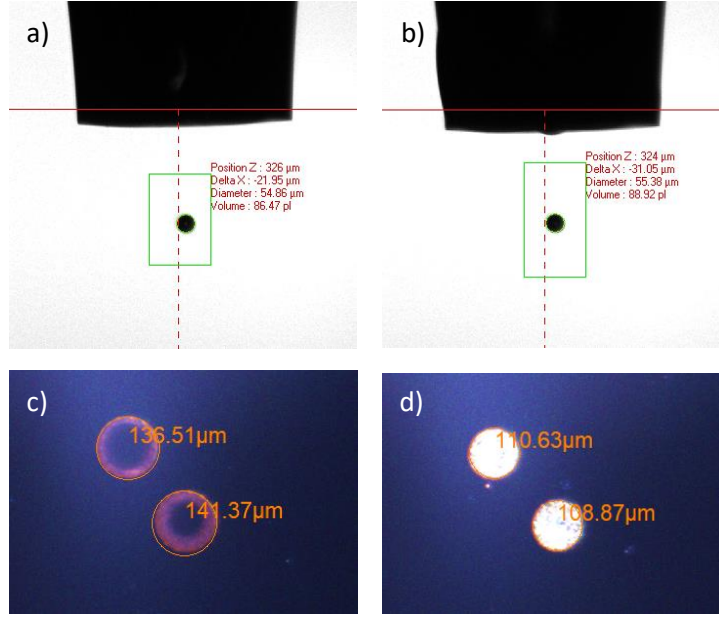 a)
Position Z : 326 µm
Delta X : -21.95 µm
Diameter : 54.86 µm
Volume : 86.47 pl
b)
Position Z : 324 µm
Delta X : -31.05 µm
Diameter : 55.38 µm
Volume : 88.92 pl
c)
136.51µm
141.37µm
d)
110.63µm
108.87µm